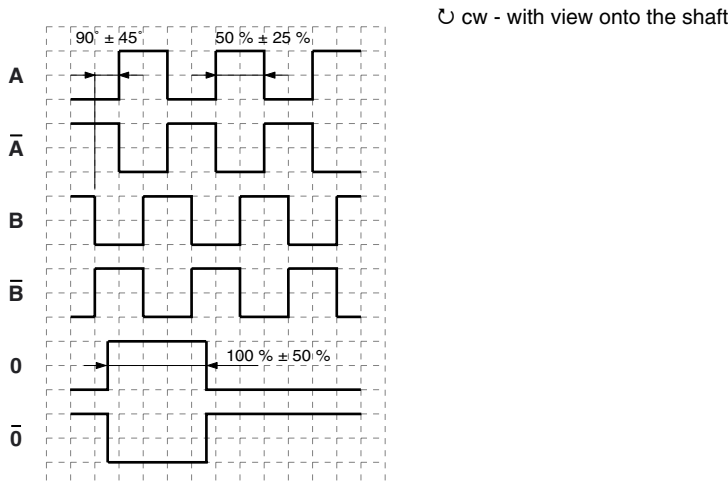 ↻ cw - with view onto the shaft
90° ± 45° 50 % ± 25 %
A
A̅
B
B̅
0
100 % ± 50 %
0̅